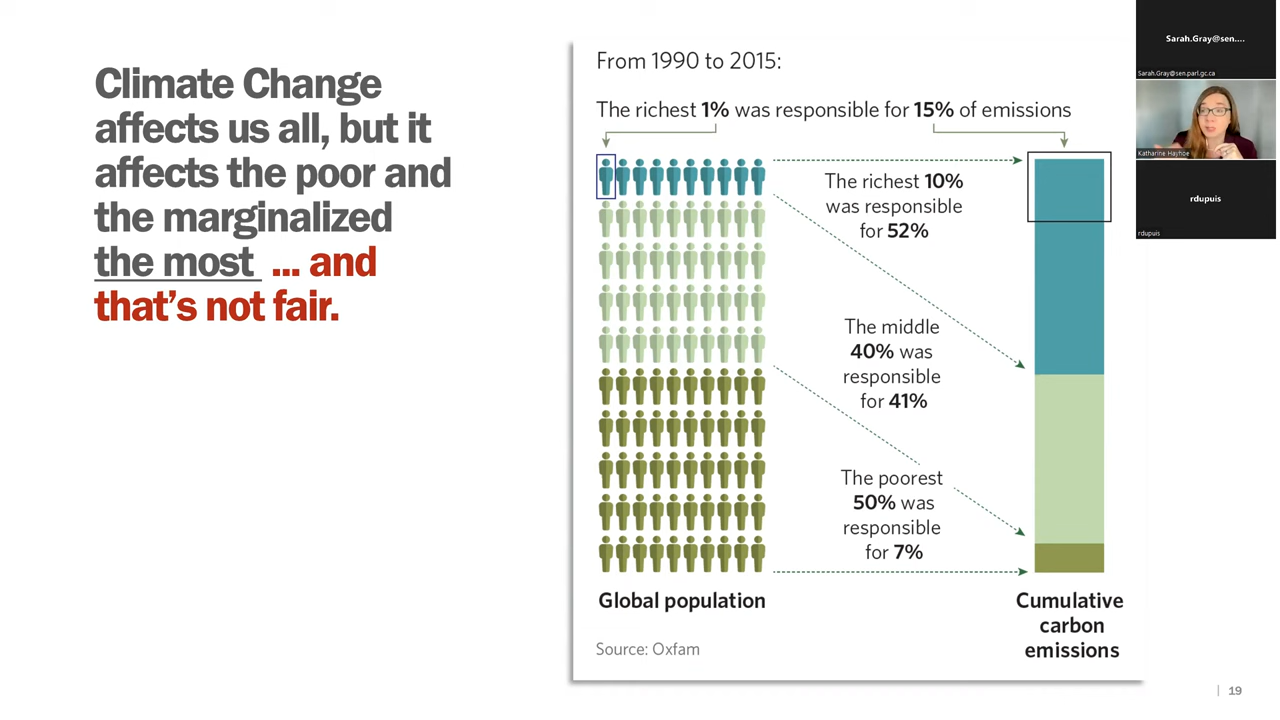 Climate Change
affects us all, but it
affects the poor and
the marginalized
the most ... and
that’s not fair.
From 1990 to 2015:
The richest 1% was responsible for 15% of emissions
The richest 10%
was responsible
for 52%
The middle
40% was
responsible
for 41%
The poorest
50% was
responsible
for 7%
Global population
Cumulative
carbon
emissions
Source: Oxfam
19
Sarah.Gray@sen....
Sarah.Gray@sen.parl.gc.ca
Katharine Hayhoe
rdupuis
rdupuis